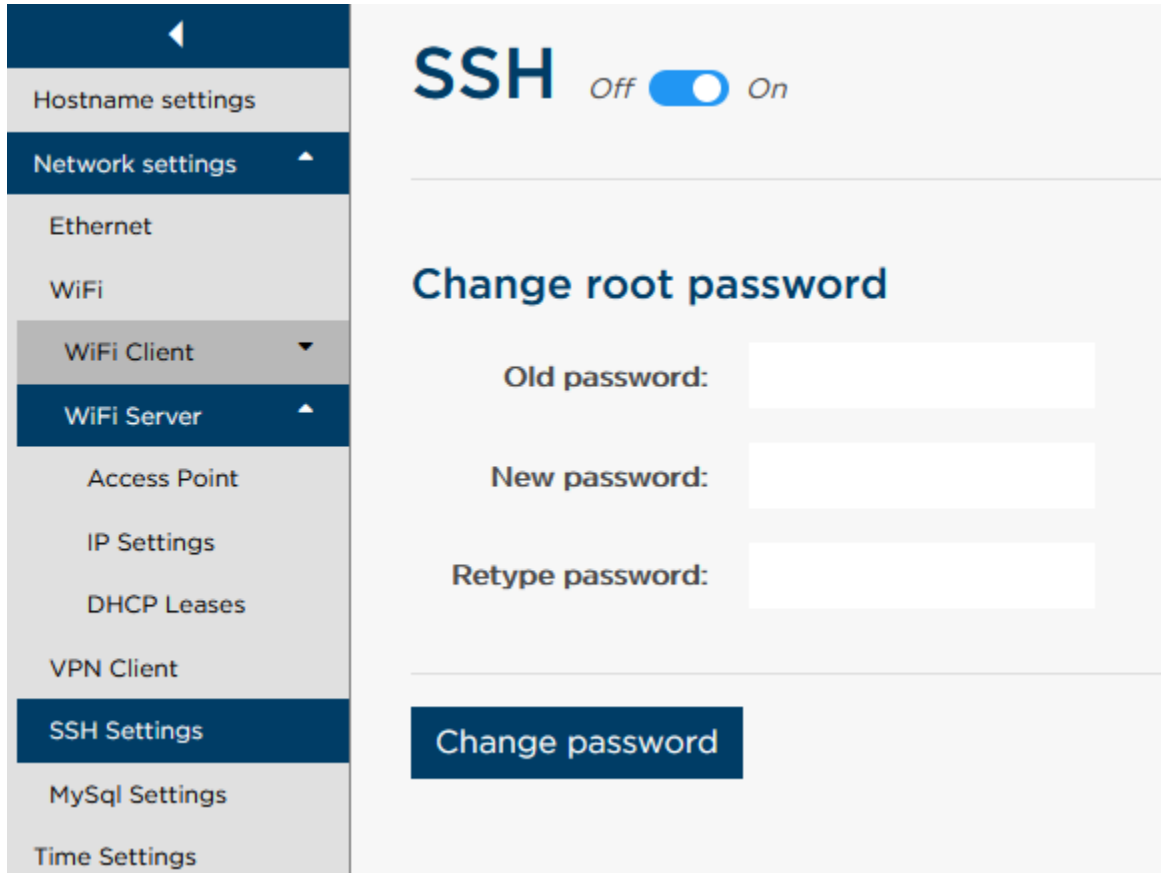 Hostname settings
Network settings
Ethernet
WiFi
WiFi Client
WiFi Server
Access Point
IP Settings
DHCP Leases
VPN Client
SSH Settings
MySql Settings
Time Settings
SSH Off On
Change root password
Old password:
New password:
Retype password:
Change password